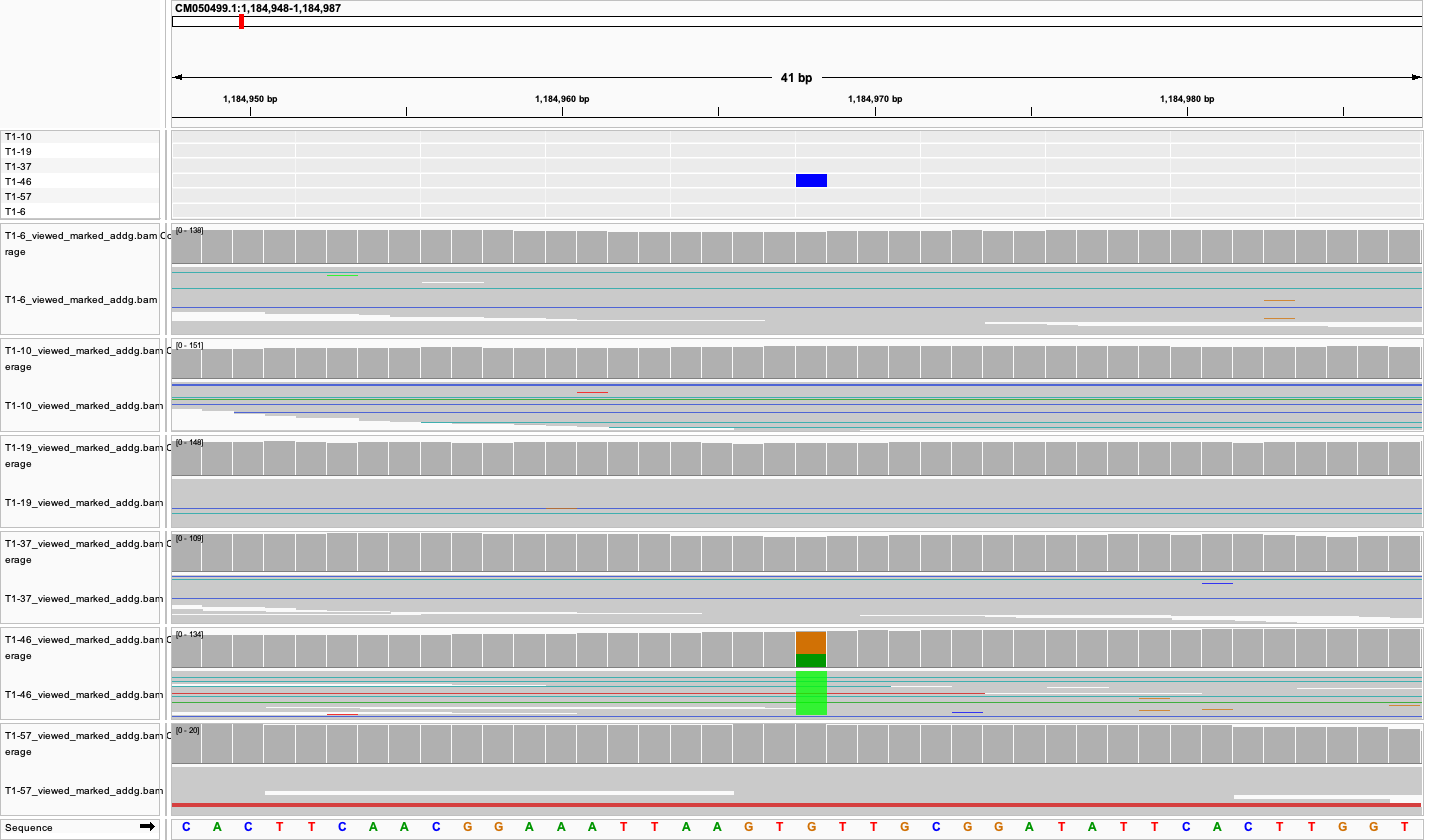 CM050499.1:1,184,948-1,184,987
41 bp
1,184,950 bp 1,184,960 bp 1,184,970 bp 1,184,980 bp
T1-10
T1-19
T1-37
T1-46
T1-57
T1-6
[0 - 138]
T1-6_viewed_marked_addg.bam Co
rage
T1-6_viewed_marked_addg.bam
[0 - 151]
T1-10_viewed_marked_addg.bam C
erage
T1-10_viewed_marked_addg.bam
[0 - 148]
T1-19_viewed_marked_addg.bam C
erage
T1-19_viewed_marked_addg.bam
[0 - 109]
T1-37_viewed_marked_addg.bam C
erage
T1-37_viewed_marked_addg.bam
[0 - 134]
T1-46_viewed_marked_addg.bam C
erage
T1-46_viewed_marked_addg.bam
[0 - 20]
T1-57_viewed_marked_addg.bam C
erage
T1-57_viewed_marked_addg.bam
Sequence C A C T T C A A C G G A A A T T A A G T G T T G C G G A T A T T C A C T T G G T